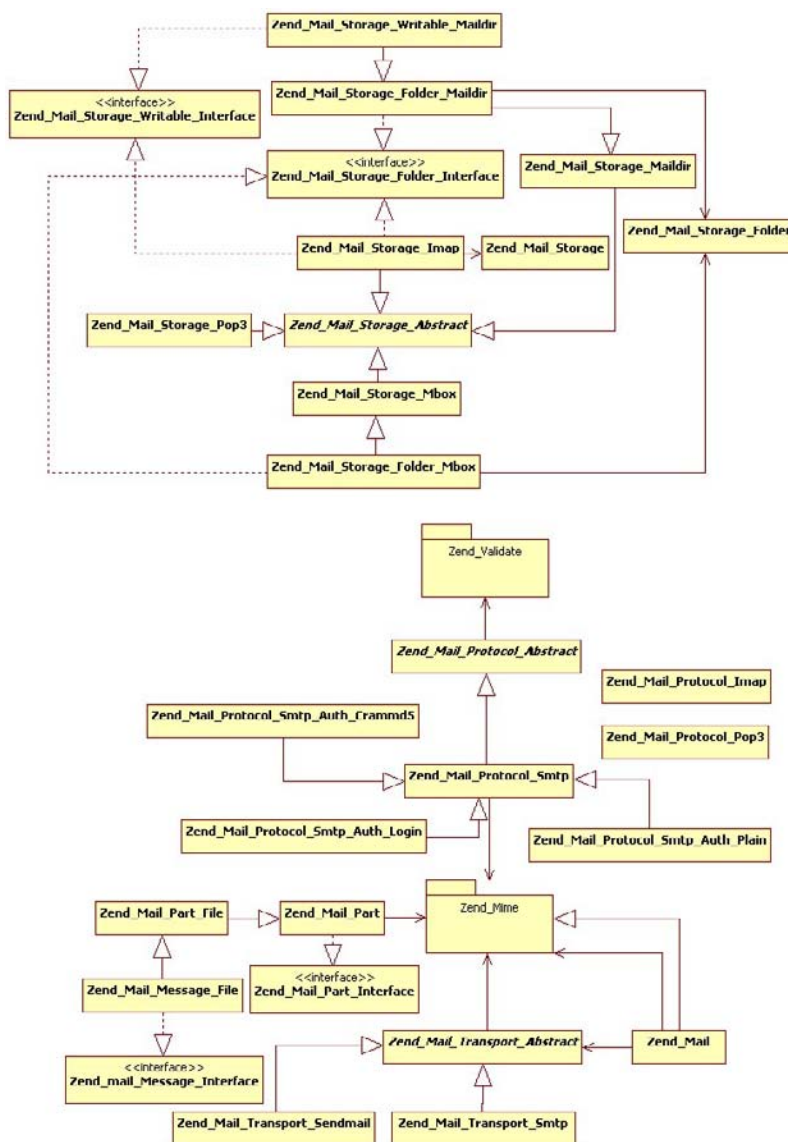 Zend_Mail_Storage_Writable_Maildir
<<interface>>
Zend_Mail_Storage_Writable_Interface
Zend_Mail_Storage_Folder_Maildir
<<interface>>
Zend_Mail_Storage_Folder_Interface
Zend_Mail_Storage_Maildir
Zend_Mail_Storage_Folder
Zend_Mail_Storage_Imap
Zend_Mail_Storage
Zend_Mail_Storage_Pop3
Zend_Mail_Storage_Abstract
Zend_Mail_Storage_Mbox
Zend_Mail_Storage_Folder_Mbox
Zend_Validate
Zend_Mail_Protocol_Abstract
Zend_Mail_Protocol_Imap
Zend_Mail_Protocol_Smtp_Auth_Crammd5
Zend_Mail_Protocol_Pop3
Zend_Mail_Protocol_Smtp
Zend_Mail_Protocol_Smtp_Auth_Login
Zend_Mail_Protocol_Smtp_Auth_Plain
Zend_Mail_Part_File
Zend_Mail_Part
Zend_Mime
<<interface>>
Zend_Mail_Part_Interface
Zend_Mail_Message_File
Zend_Mail_Transport_Abstract
Zend_Mail
<<interface>>
Zend_mail_Message_Interface
Zend_Mail_Transport_Sendmail
Zend_Mail_Transport_Smtp